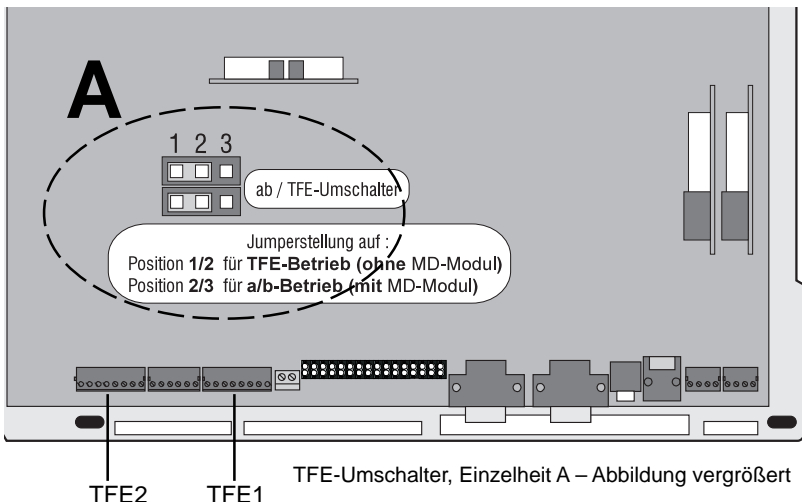 A
1 2 3
ab / TFE-Umschalter
Jumperstellung auf :
Position 1/2 für TFE-Betrieb (ohne MD-Modul)
Position 2/3 für a/b-Betrieb (mit MD-Modul)
TFE-Umschalter, Einzelheit A – Abbildung vergrößert
TFE2 TFE1